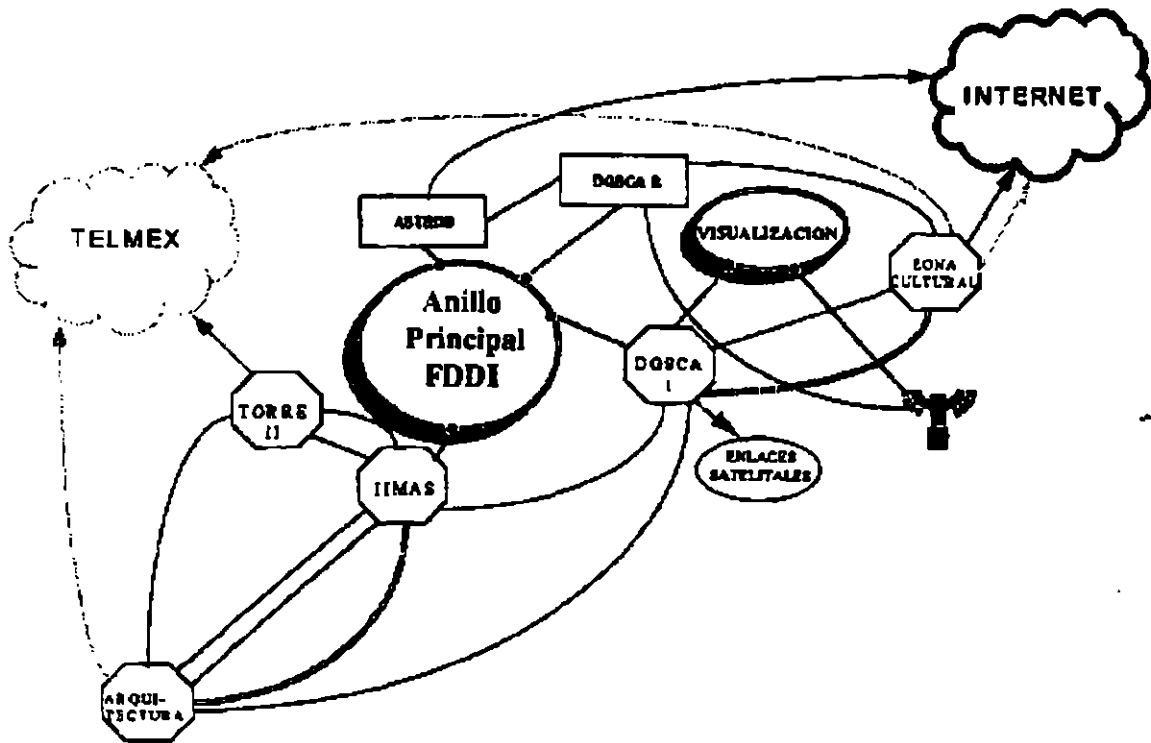 INTERNET
TELMEX
ASTROS
DGSCA 2
VISUALIZACION
ZONA
CULTURAL
Anillo
Principal
FDDI
DGSCA
1
TORRE
II
ENLACES
SATELITALES
IIMAS
ARQUI-
TECTURA